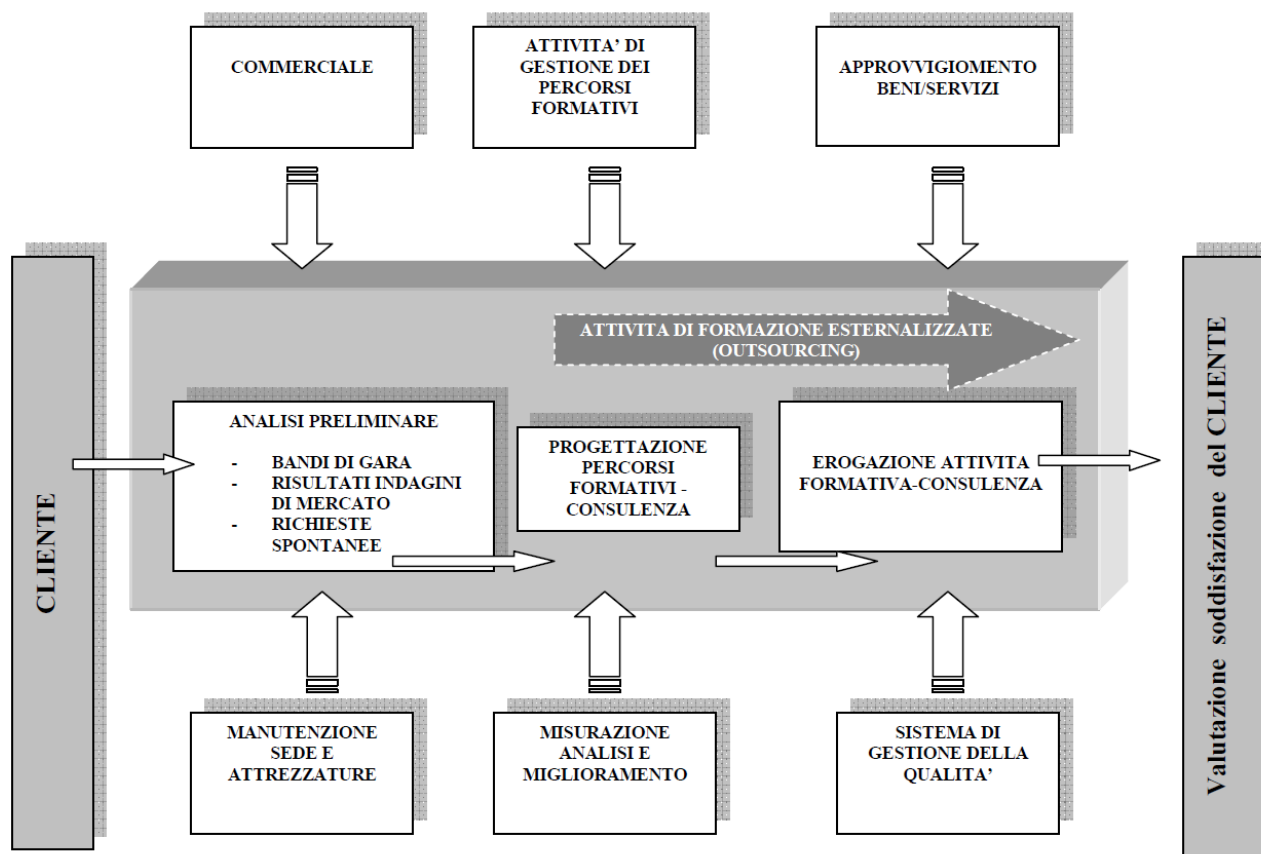 COMMERCIALE
ATTIVITA’ DI
GESTIONE DEI
PERCORSI
FORMATIVI
APPROVVIGIOMENTO
BENI/SERVIZI
CLIENTE
ATTIVITA DI FORMAZIONE ESTERNALIZZATE
(OUTSOURCING)
ANALISI PRELIMINARE
- BANDI DI GARA
- RISULTATI INDAGINI
DI MERCATO
- RICHIESTE
SPONTANEE
PROGETTAZIONE
PERCORSI
FORMATIVI -
CONSULENZA
EROGAZIONE ATTIVITA
FORMATIVA-CONSULENZA
Valutazione soddisfazione del CLIENTE
MANUTENZIONE
SEDE E
ATTREZZATURE
MISURAZIONE
ANALISI E
MIGLIORAMENTO
SISTEMA DI
GESTIONE DELLA
QUALITA’